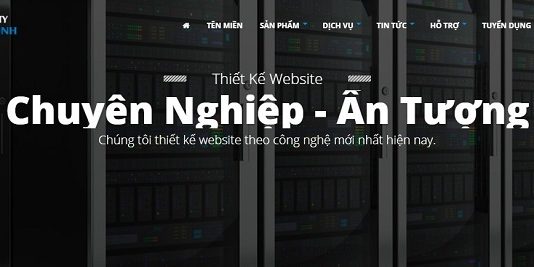 TY
NH
TÊN MIỀN SẢN PHẨM DỊCH VỤ TIN TỨC HỖ TRỢ TUYỂN DỤNG
Thiết Kế Website
Chuyên Nghiệp - Ấn Tượng
Chúng tôi thiết kế website theo công nghệ mới nhất hiện nay.